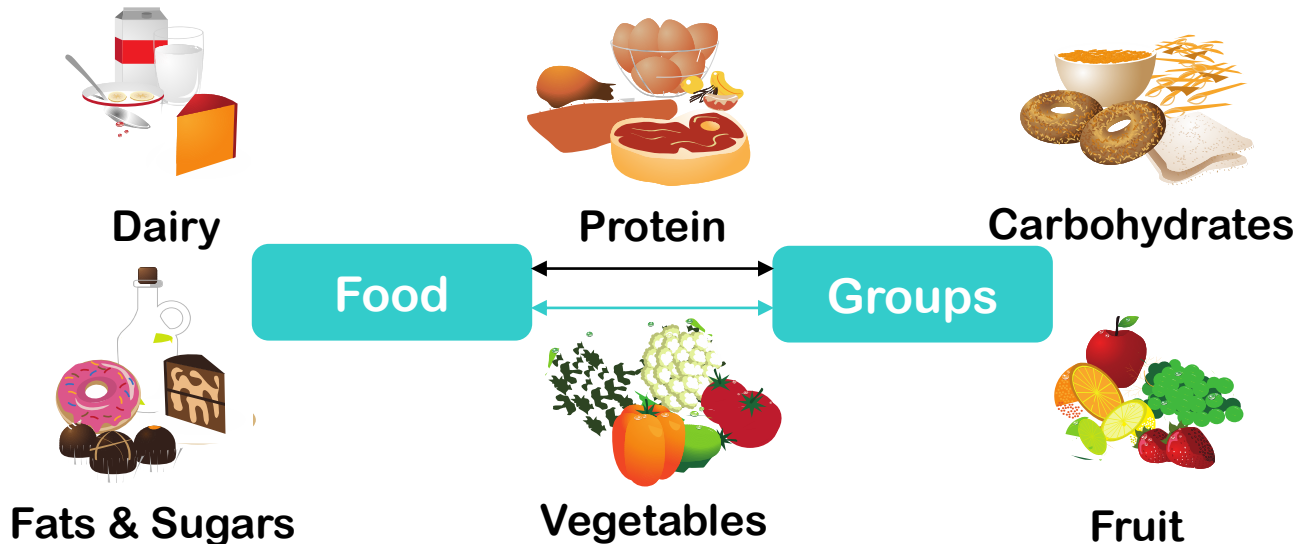 Dairy
Protein
Carbohydrates
Food
Groups
Fats & Sugars
Vegetables
Fruit